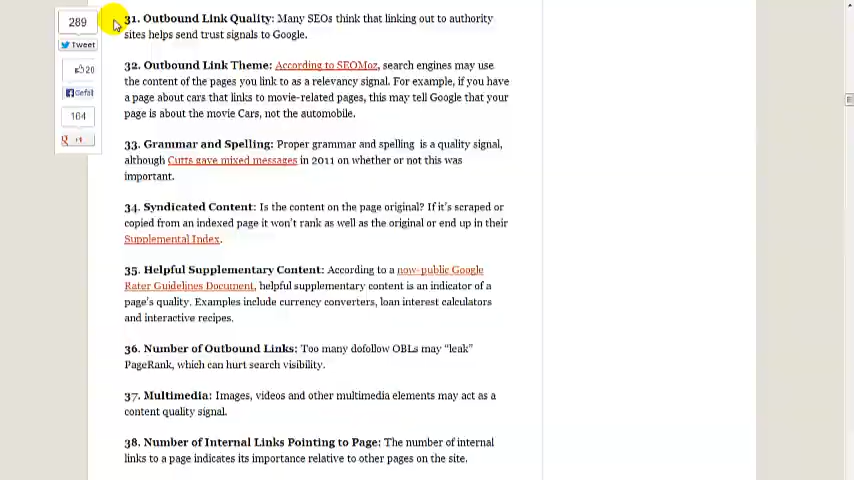 289
Tweet
20
Gefällt
164
+1
31. Outbound Link Quality: Many SEOs think that linking out to authority
sites helps send trust signals to Google.
32. Outbound Link Theme: According to SEOMoz, search engines may use
the content of the pages you link to as a relevancy signal. For example, if you have
a page about cars that links to movie-related pages, this may tell Google that your
page is about the movie Cars, not the automobile.
33. Grammar and Spelling: Proper grammar and spelling is a quality signal,
although Cutts gave mixed messages in 2011 on whether or not this was
important.
34. Syndicated Content: Is the content on the page original? If it's scraped or
copied from an indexed page it won't rank as well as the original or end up in their
Supplemental Index.
35. Helpful Supplementary Content: According to a now-public Google
Rater Guidelines Document, helpful supplementary content is an indicator of a
page's quality. Examples include currency converters, loan interest calculators
and interactive recipes.
36. Number of Outbound Links: Too many dofollow OBLs may “leak”
PageRank, which can hurt search visibility.
37. Multimedia: Images, videos and other multimedia elements may act as a
content quality signal.
38. Number of Internal Links Pointing to Page: The number of internal
links to a page indicates its importance relative to other pages on the site.